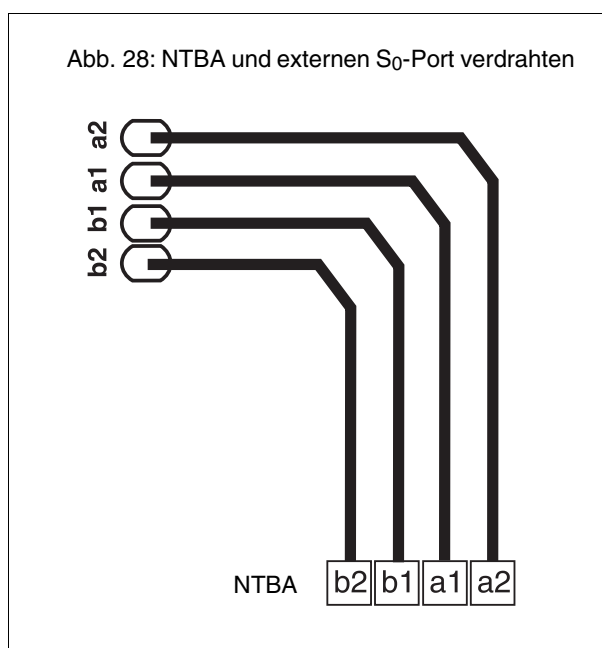 Abb. 28: NTBA und externen S0-Port verdrahten
a2
a1
b1
b2
NTBA b2 b1 a1 a2